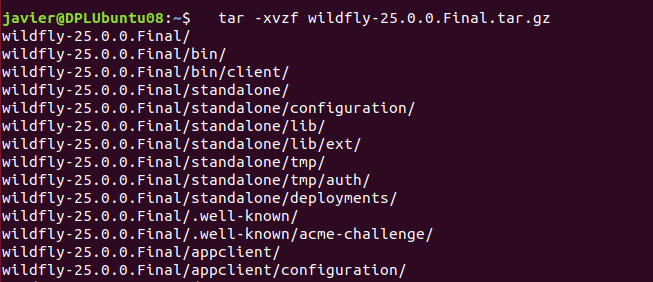 javier@DPLUbuntu08:~$   tar -xvzf wildfly-25.0.0.Final.tar.gz
wildfly-25.0.0.Final/
wildfly-25.0.0.Final/bin/
wildfly-25.0.0.Final/bin/client/
wildfly-25.0.0.Final/standalone/
wildfly-25.0.0.Final/standalone/configuration/
wildfly-25.0.0.Final/standalone/lib/
wildfly-25.0.0.Final/standalone/lib/ext/
wildfly-25.0.0.Final/standalone/tmp/
wildfly-25.0.0.Final/standalone/tmp/auth/
wildfly-25.0.0.Final/standalone/deployments/
wildfly-25.0.0.Final/.well-known/
wildfly-25.0.0.Final/.well-known/acme-challenge/
wildfly-25.0.0.Final/appclient/
wildfly-25.0.0.Final/appclient/configuration/